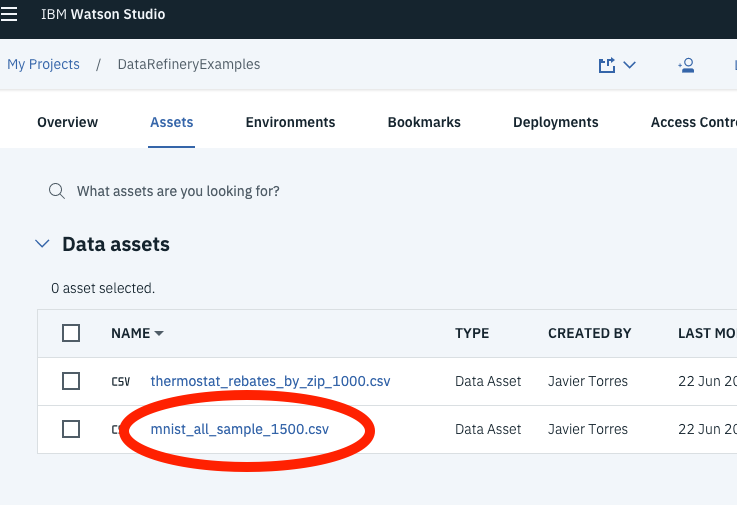 IBM Watson Studio
My Projects / DataRefineryExamples
Overview Assets Environments Bookmarks Deployments Access Contr
What assets are you looking for?
Data assets
0 asset selected.
NAME TYPE CREATED BY LAST MO
CSV thermostat_rebates_by_zip_1000.csv Data Asset Javier Torres 22 Jun 20
mnist_all_sample_1500.csv Data Asset Javier Torres 22 Jun 20